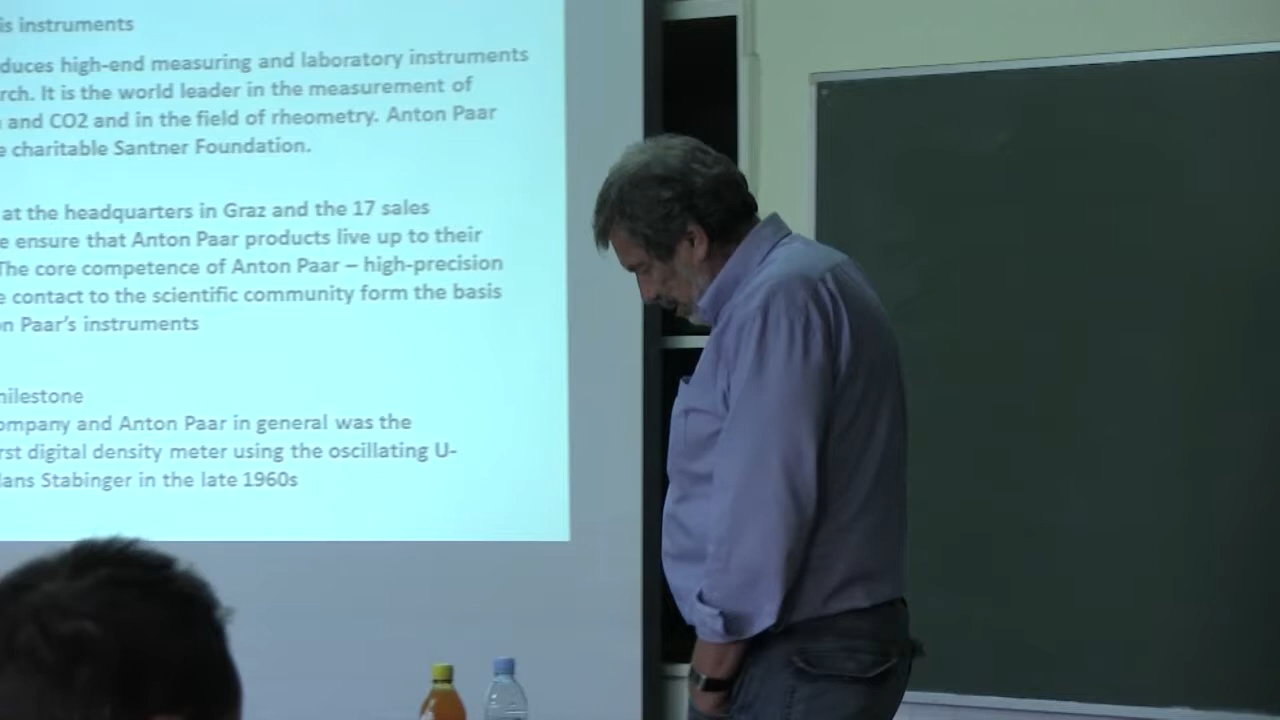 is instruments
duces high-end measuring and laboratory instruments
rch. It is the world leader in the measurement of
and CO2 and in the field of rheometry. Anton Paar
e charitable Santner Foundation.
at the headquarters in Graz and the 17 sales
e ensure that Anton Paar products live up to their
The core competence of Anton Paar – high-precision
e contact to the scientific community form the basis
on Paar's instruments
milestone
ompany and Anton Paar in general was the
rst digital density meter using the oscillating U-
Hans Stabinger in the late 1960s